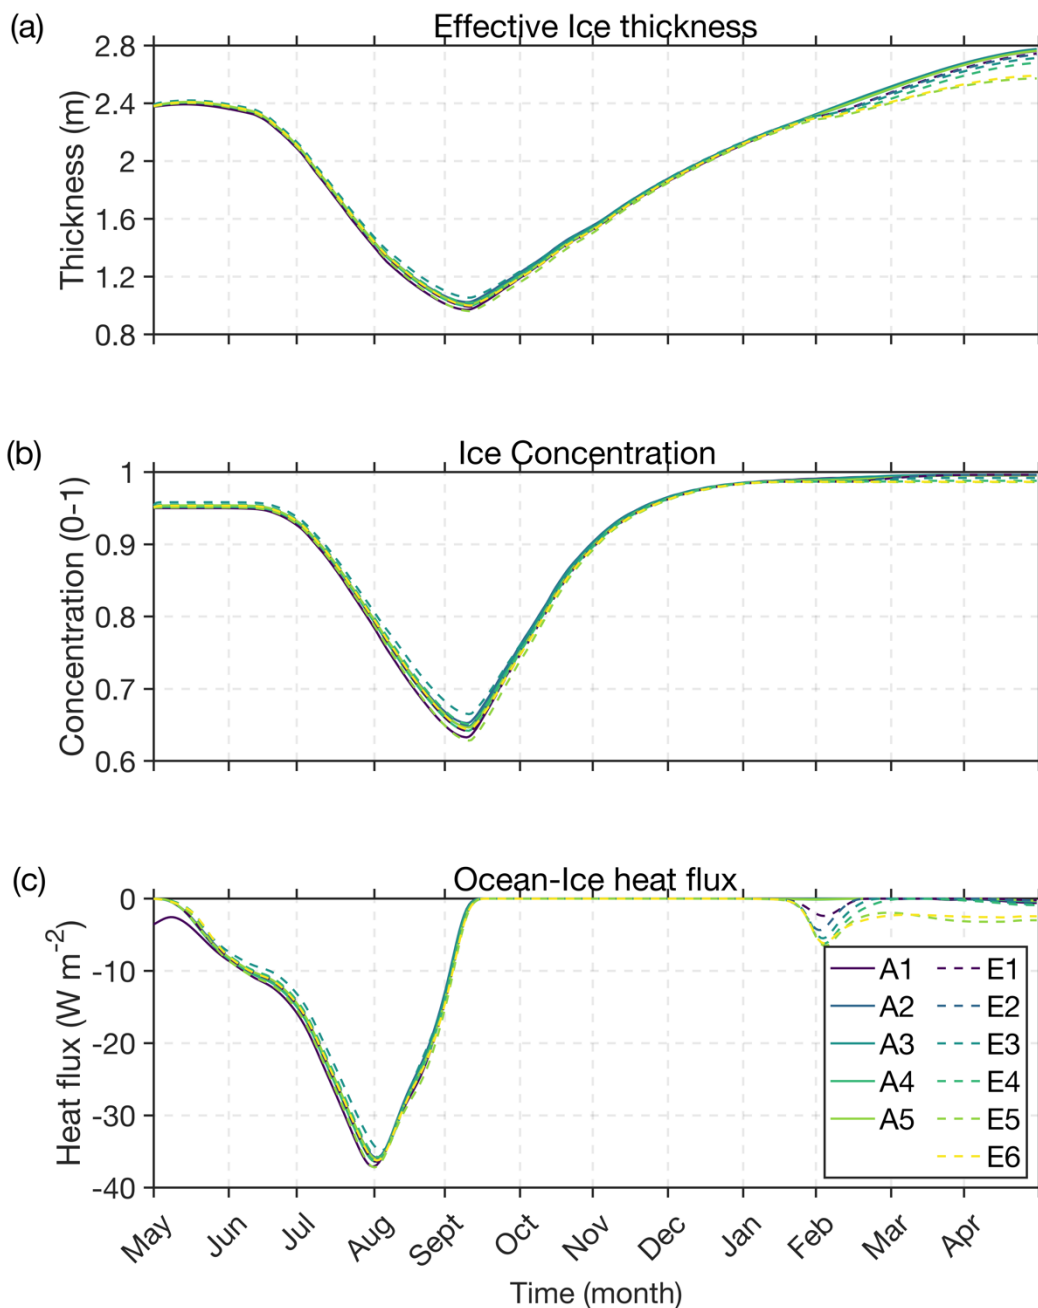 (a)
Effective Ice thickness
Thickness (m)
2.8
2.4
2
1.6
1.2
0.8
(b)
Ice Concentration
Concentration (0-1)
1
0.9
0.8
0.7
0.6
(c)
Ocean-Ice heat flux
Heat flux (W m⁻²)
0
-10
-20
-30
-40
A1 E1
A2 E2
A3 E3
A4 E4
A5 E5
E6
May Jun Jul Aug Sept Oct Nov Dec Jan Feb Mar Apr
Time (month)